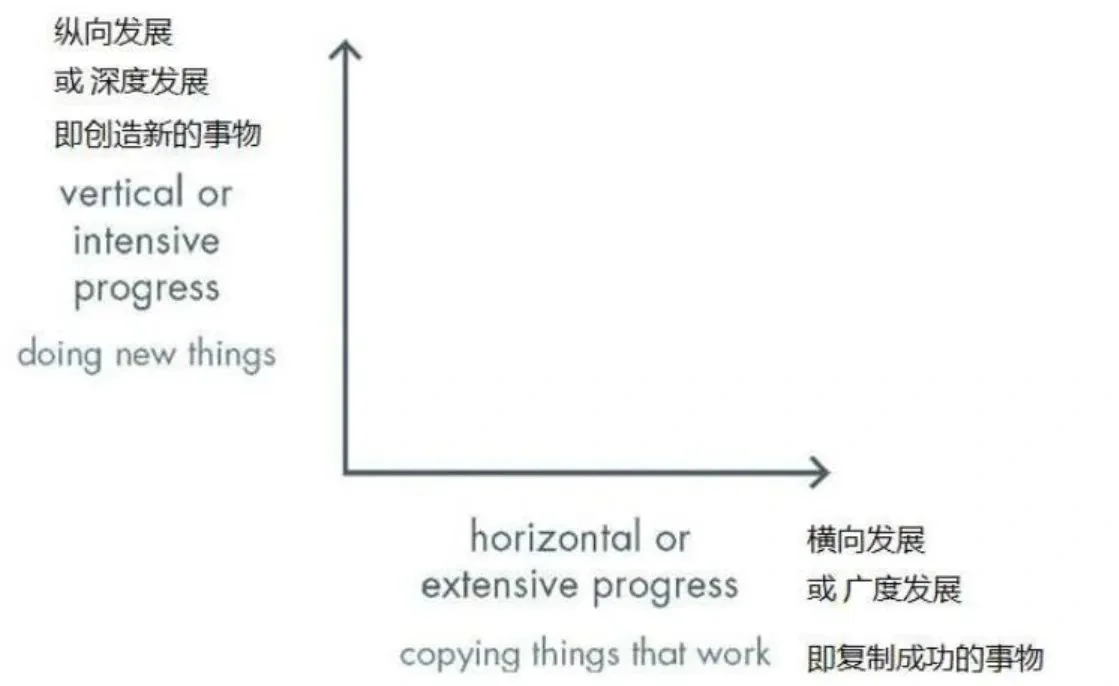 纵向发展
或 深度发展
即创造新的事物
vertical or
intensive
progress
doing new things
horizontal or
extensive progress
copying things that work
横向发展
或 广度发展
即复制成功的事物